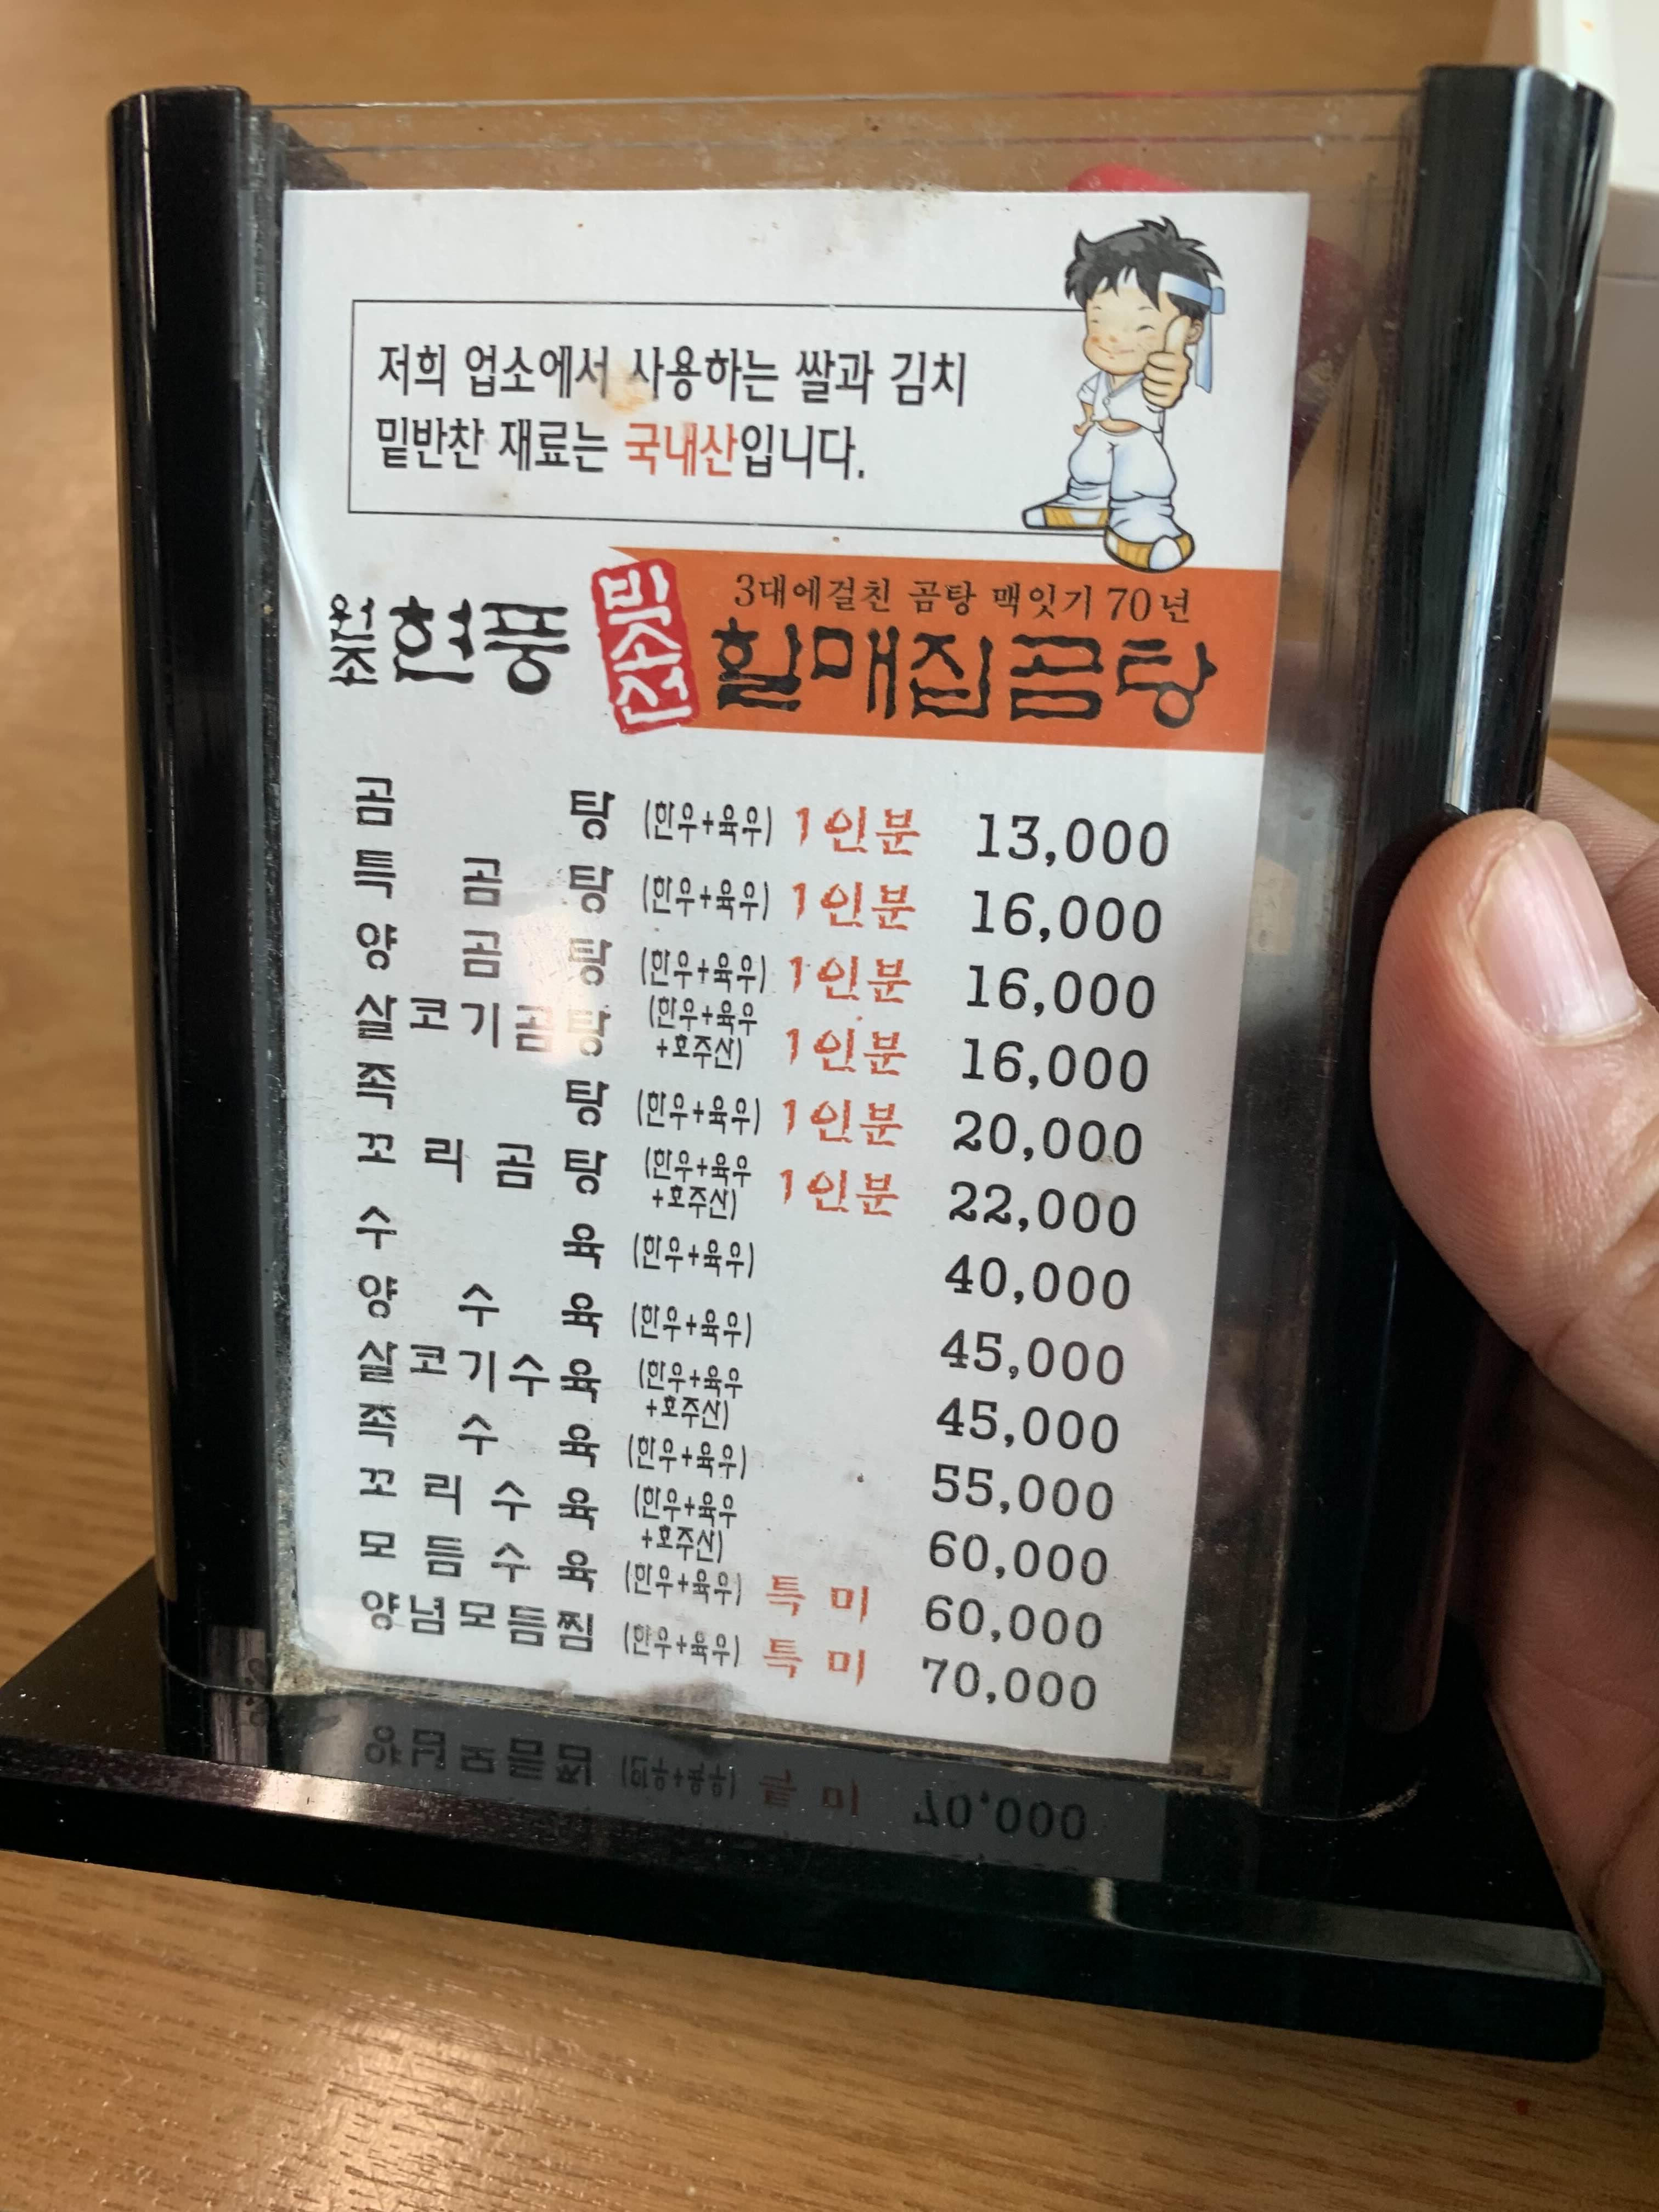 저희 업소에서 사용하는 쌀과 김치
밑반찬 재료는 국내산입니다.
3대에걸친 곰탕 맥잇기 70년
원조 현풍 박소선 할매집곰탕
곰탕 (한우+육우) 1인분 13,000
특곰탕 (한우+육우) 1인분 16,000
양곰탕 (한우+육우) 1인분 16,000
살코기곰탕 (한우+육우+호주산) 1인분 16,000
족탕 (한우+육우) 1인분 20,000
꼬리곰탕 (한우+육우+호주산) 1인분 22,000
수육 (한우+육우) 40,000
양수육 (한우+육우) 45,000
살코기수육 (한우+육우+호주산) 45,000
족수육 (한우+육우) 55,000
꼬리수육 (한우+육우+호주산) 60,000
모듬수육 (한우+육우) 특미 60,000
양념모듬찜 (한우+육우) 특미 70,000